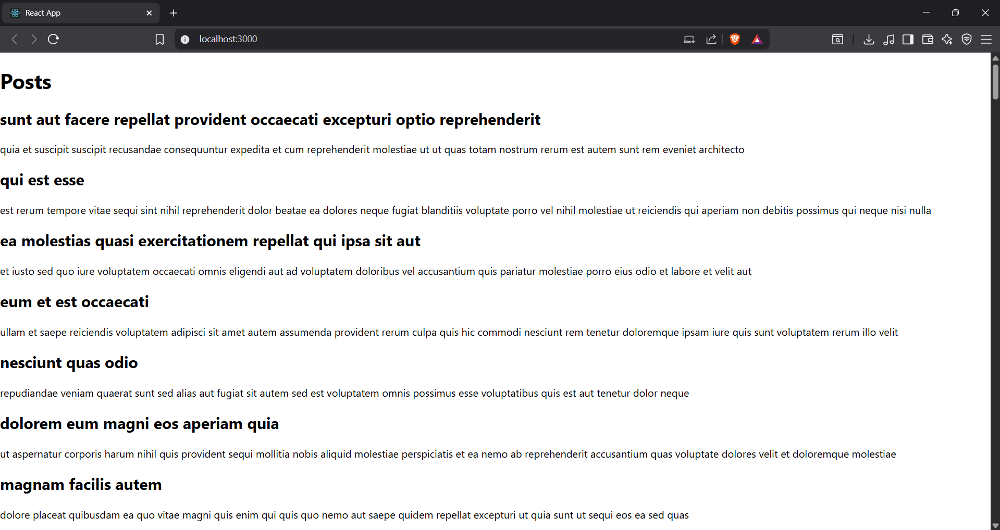 React App
localhost:3000
Posts
sunt aut facere repellat provident occaecati excepturi optio reprehenderit
quia et suscipit suscipit recusandae consequuntur expedita et cum reprehenderit molestiae ut ut quas totam nostrum rerum est autem sunt rem eveniet architecto
qui est esse
est rerum tempore vitae sequi sint nihil reprehenderit dolor beatae ea dolores neque fugiat blanditiis voluptate porro vel nihil molestiae ut reiciendis qui aperiam non debitis possimus qui neque nisi nulla
ea molestias quasi exercitationem repellat qui ipsa sit aut
et iusto sed quo iure voluptatem occaecati omnis eligendi aut ad voluptatem doloribus vel accusantium quis pariatur molestiae porro eius odio et labore et velit aut
eum et est occaecati
ullam et saepe reiciendis voluptatem adipisci sit amet autem assumenda provident rerum culpa quis hic commodi nesciunt rem tenetur doloremque ipsam iure quis sunt voluptatem rerum illo velit
nesciunt quas odio
repudiandae veniam quaerat sunt sed alias aut fugiat sit autem sed est voluptatem omnis possimus esse voluptatibus quis est aut tenetur dolor neque
dolorem eum magni eos aperiam quia
ut aspernatur corporis harum nihil quis provident sequi mollitia nobis aliquid molestiae perspiciatis et ea nemo ab reprehenderit accusantium quas voluptate dolores velit et doloremque molestiae
magnam facilis autem
dolore placeat quibusdam ea quo vitae magni quis enim qui quis quo nemo aut saepe quidem repellat excepturi ut quia sunt ut sequi eos ea sed quas